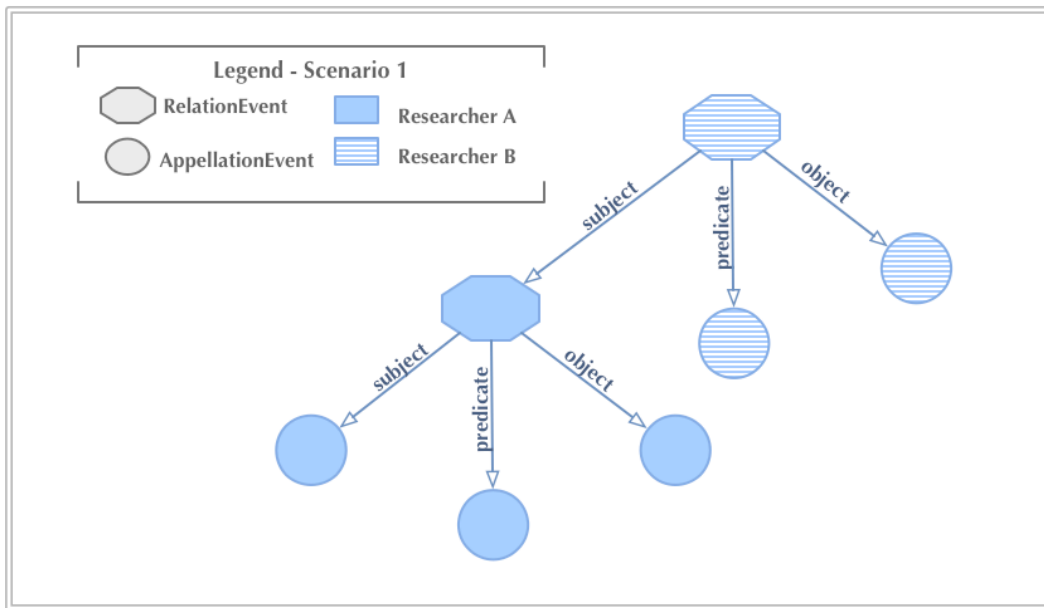 Legend - Scenario 1
RelationEvent
Researcher A
AppellationEvent
Researcher B
subject
predicate
object
subject
predicate
object